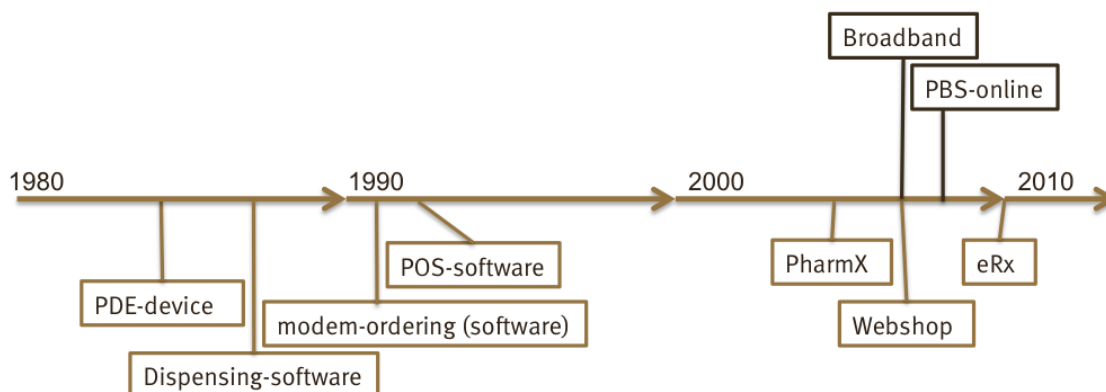 Broadband
PBS-online
1980
1990
2000
2010
POS-software
PharmX
eRx
PDE-device
modem-ordering (software)
Webshop
Dispensing-software